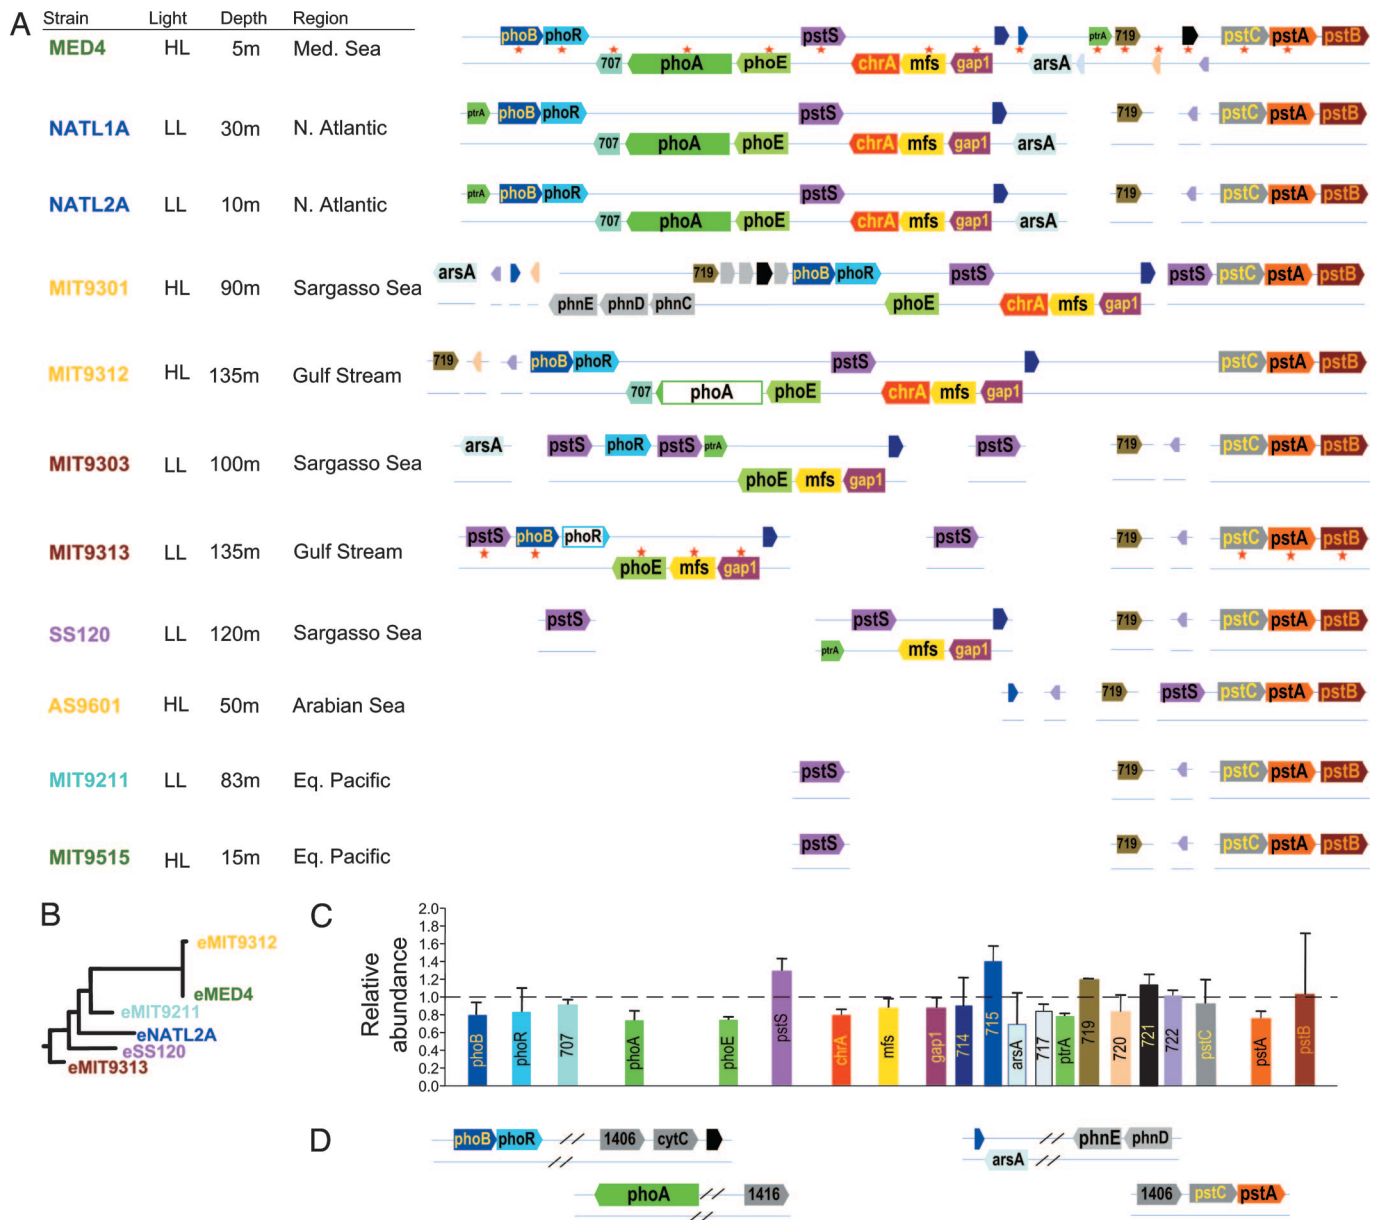 A
Strain Light Depth Region
MED4 HL 5m Med. Sea
phoB phoR pstS ptrA 719 pstC pstA pstB
707 phoA phoE chrA mfs gap1 arsA
NATL1A LL 30m N. Atlantic
ptrA phoB phoR pstS 719 pstC pstA pstB
707 phoA phoE chrA mfs gap1 arsA
NATL2A LL 10m N. Atlantic
ptrA phoB phoR pstS 719 pstC pstA pstB
707 phoA phoE chrA mfs gap1 arsA
MIT9301 HL 90m Sargasso Sea
arsA 719 phoB phoR pstS pstS pstC pstA pstB
phnE phnD phnC phoE chrA mfs gap1
MIT9312 HL 135m Gulf Stream
719 phoB phoR pstS pstC pstA pstB
707 phoA phoE chrA mfs gap1
MIT9303 LL 100m Sargasso Sea
arsA pstS phoR pstS ptrA pstS 719 pstC pstA pstB
phoE mfs gap1
MIT9313 LL 135m Gulf Stream
pstS phoB phoR pstS 719 pstC pstA pstB
phoE mfs gap1
SS120 LL 120m Sargasso Sea
pstS pstS 719 pstC pstA pstB
ptrA mfs gap1
AS9601 HL 50m Arabian Sea
719 pstS pstC pstA pstB
MIT9211 LL 83m Eq. Pacific
pstS 719 pstC pstA pstB
MIT9515 HL 15m Eq. Pacific
pstS 719 pstC pstA pstB
B
eMIT9312
eMED4
eMIT9211
eNATL2A
eSS120
eMIT9313
C
Relative
abundance
2.0
1.8
1.6
1.4
1.2
1.0
0.8
0.6
0.4
0.2
0.0
phoB phoR 707 phoA phoE pstS chrA mfs gap1 714 715 arsA 717 ptrA 719 720 721 722 pstC pstA pstB
D
phoB phoR 1406 cytC phnE phnD
arsA
phoA 1416 1406 pstC pstA